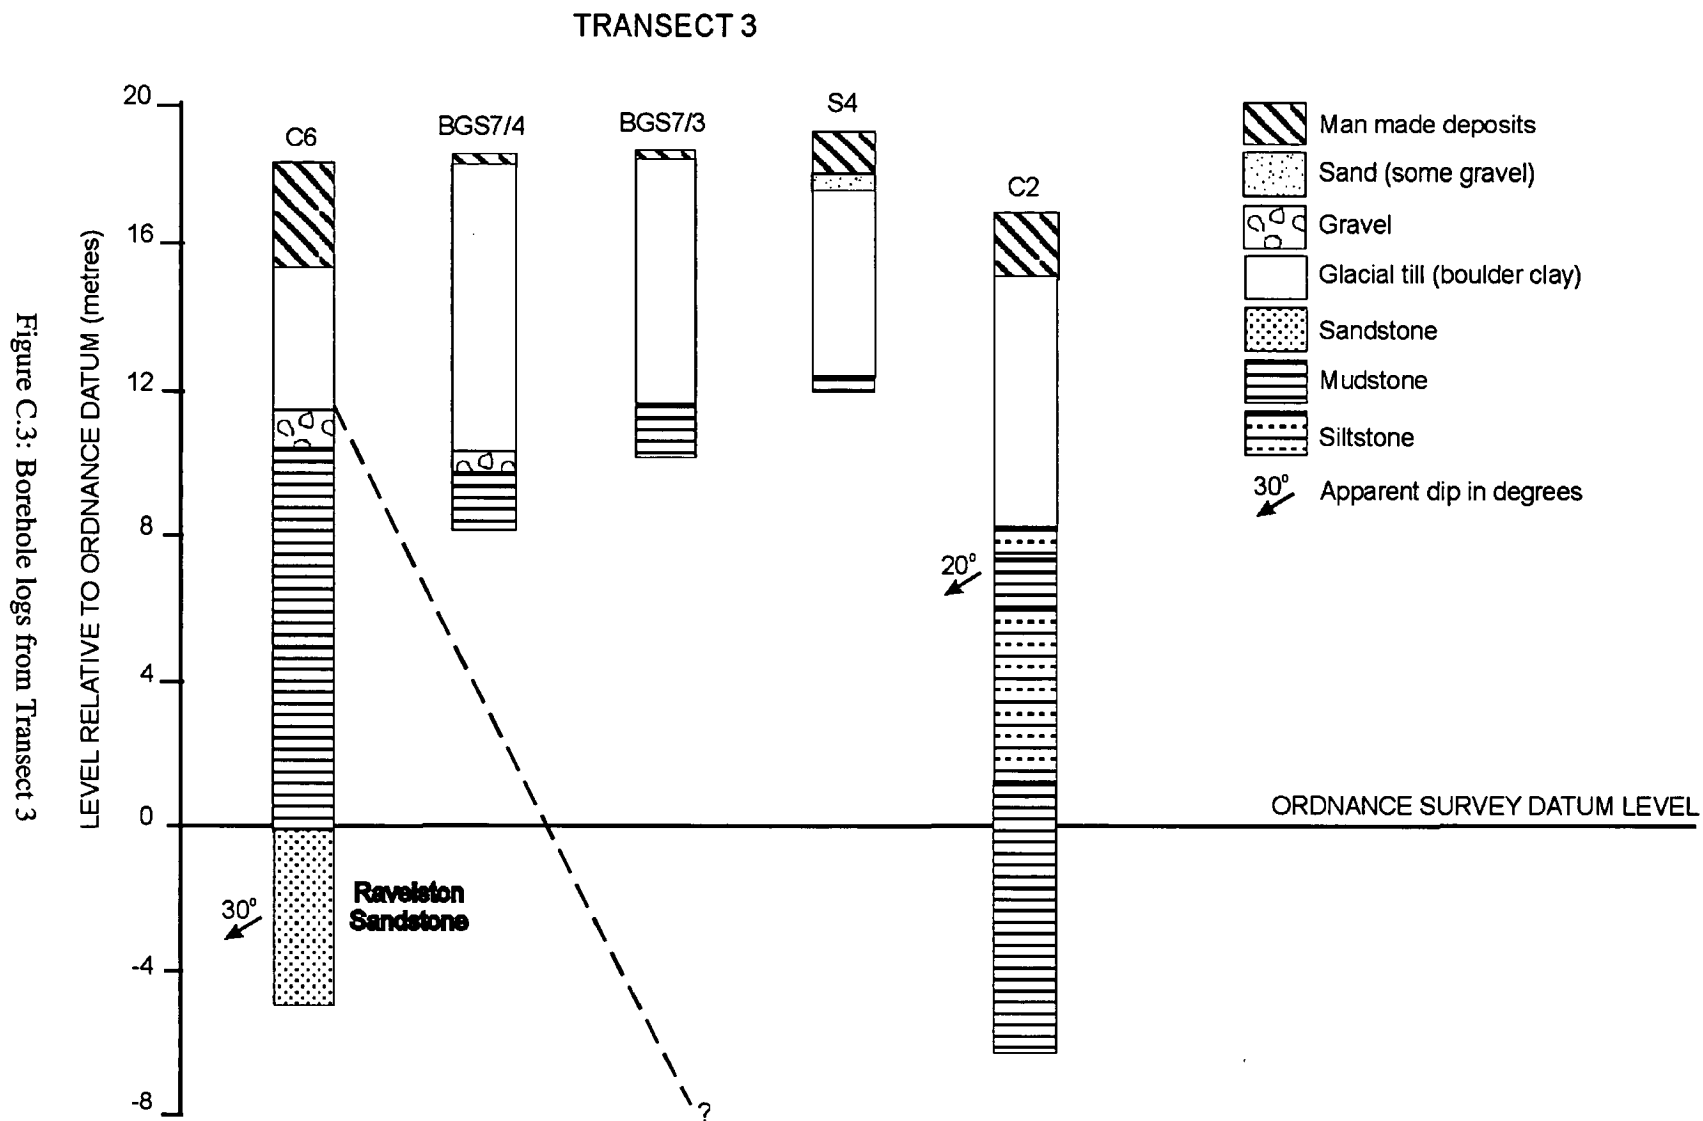 TRANSECT 3
20
16
12
8
4
0
-4
-8
LEVEL RELATIVE TO ORDNANCE DATUM (metres)
Figure C.3: Borehole logs from Transect 3
C6
BGS7/4
BGS7/3
S4
C2
30°
Ravelston
Sandstone
20°
?
ORDNANCE SURVEY DATUM LEVEL
Man made deposits
Sand (some gravel)
Gravel
Glacial till (boulder clay)
Sandstone
Mudstone
Siltstone
30° Apparent dip in degrees